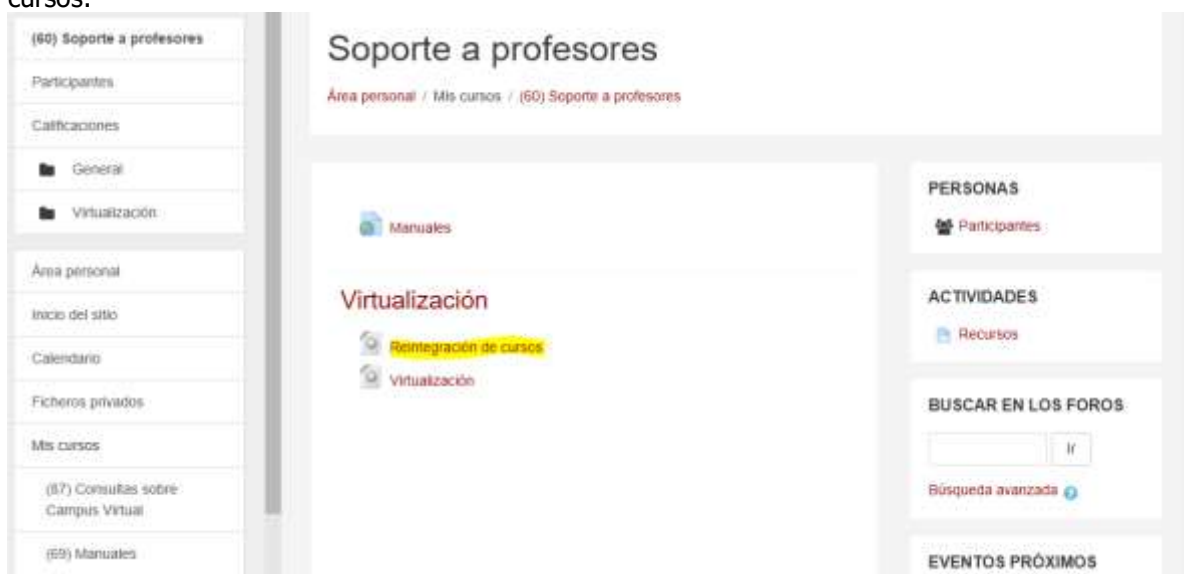 cursos.
(60) Soporte a profesores
Participantes
Calificaciones
General
Virtualización
Área personal
Inicio del sitio
Calendario
Ficheros privados
Mis cursos
(87) Consultas sobre
Campus Virtual
(69) Manuales
Soporte a profesores
Área personal / Mis cursos / (60) Soporte a profesores
Manuales
Virtualización
Reintegración de cursos
Virtualización
PERSONAS
Participantes
ACTIVIDADES
Recursos
BUSCAR EN LOS FOROS
Ir
Búsqueda avanzada
EVENTOS PRÓXIMOS